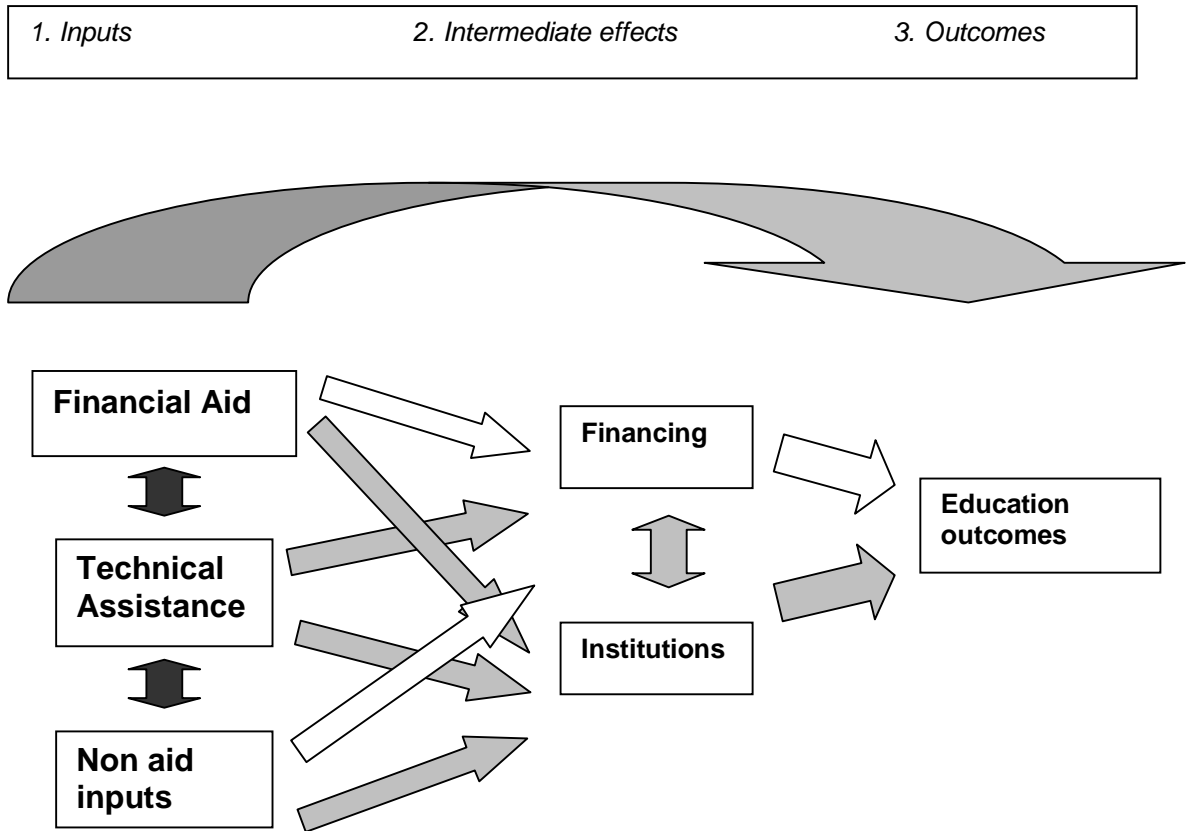 1. Inputs 2. Intermediate effects 3. Outcomes
Financial Aid
Technical
Assistance
Non aid
inputs
Financing
Institutions
Education
outcomes